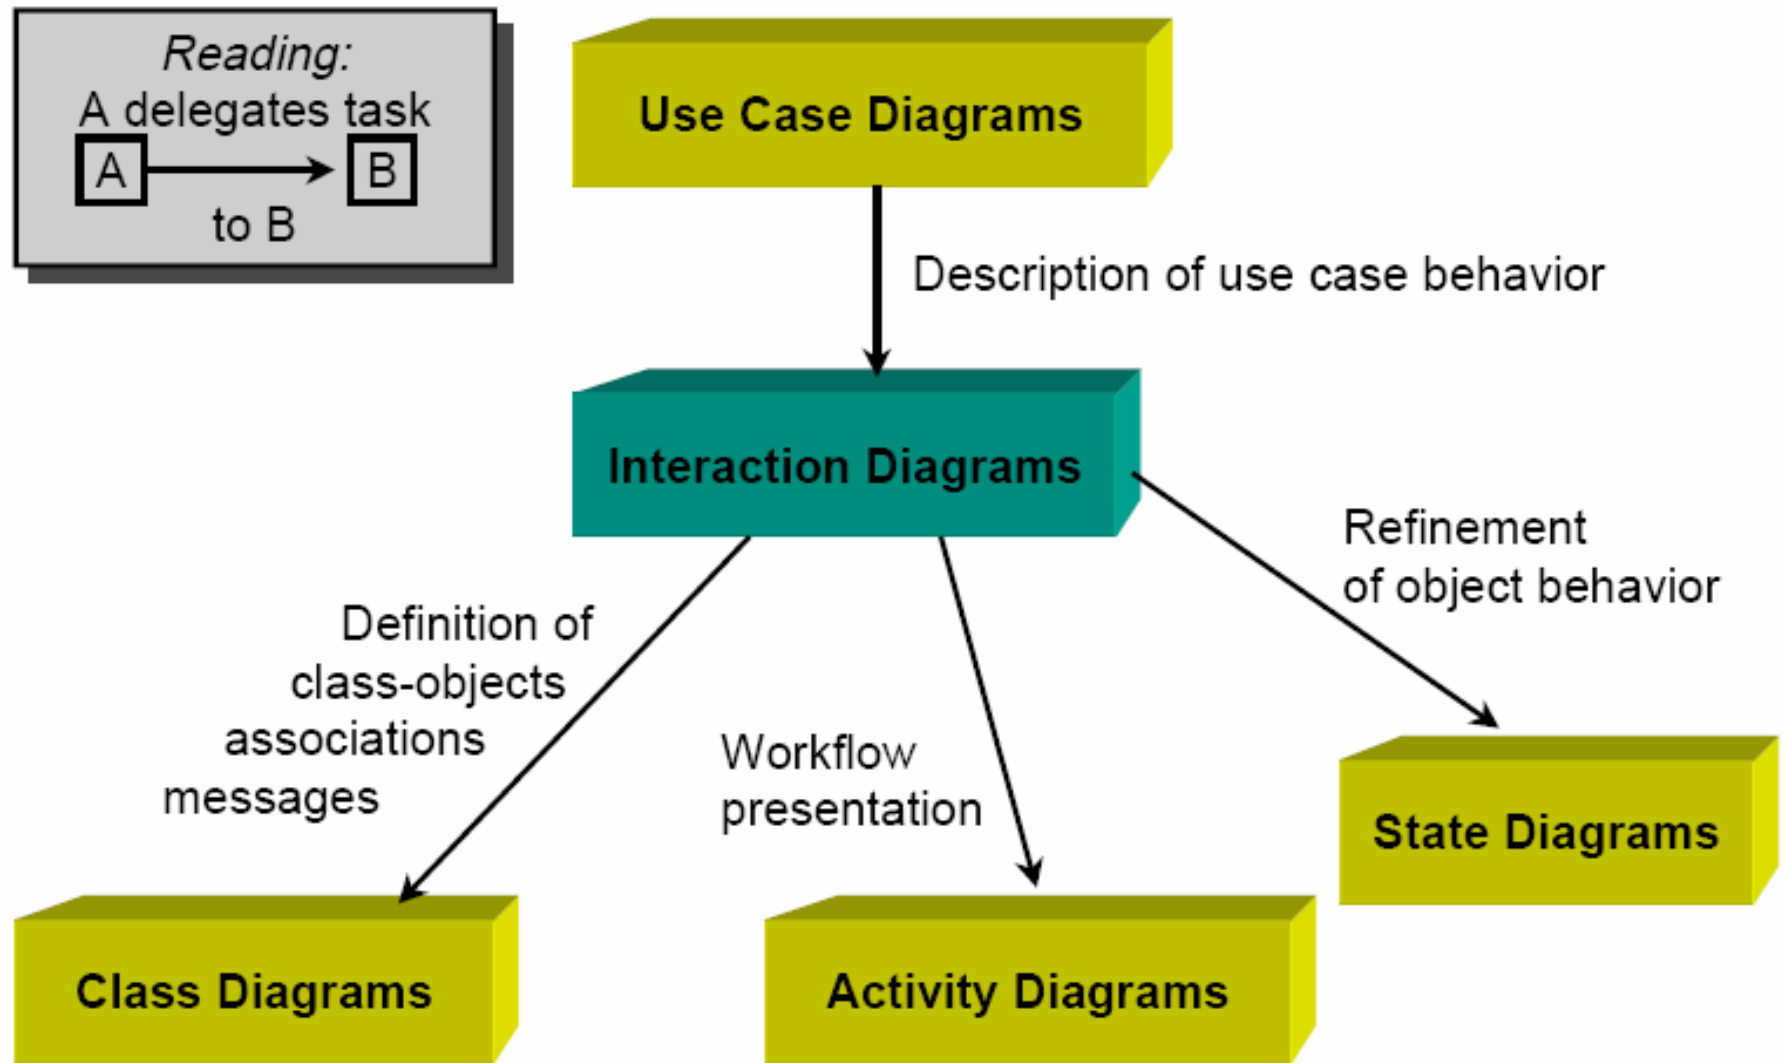 Reading:
A delegates task
A
B
to B
Use Case Diagrams
Description of use case behavior
Interaction Diagrams
Refinement
of object behavior
Definition of
class-objects
associations
messages
Workflow
presentation
State Diagrams
Class Diagrams
Activity Diagrams